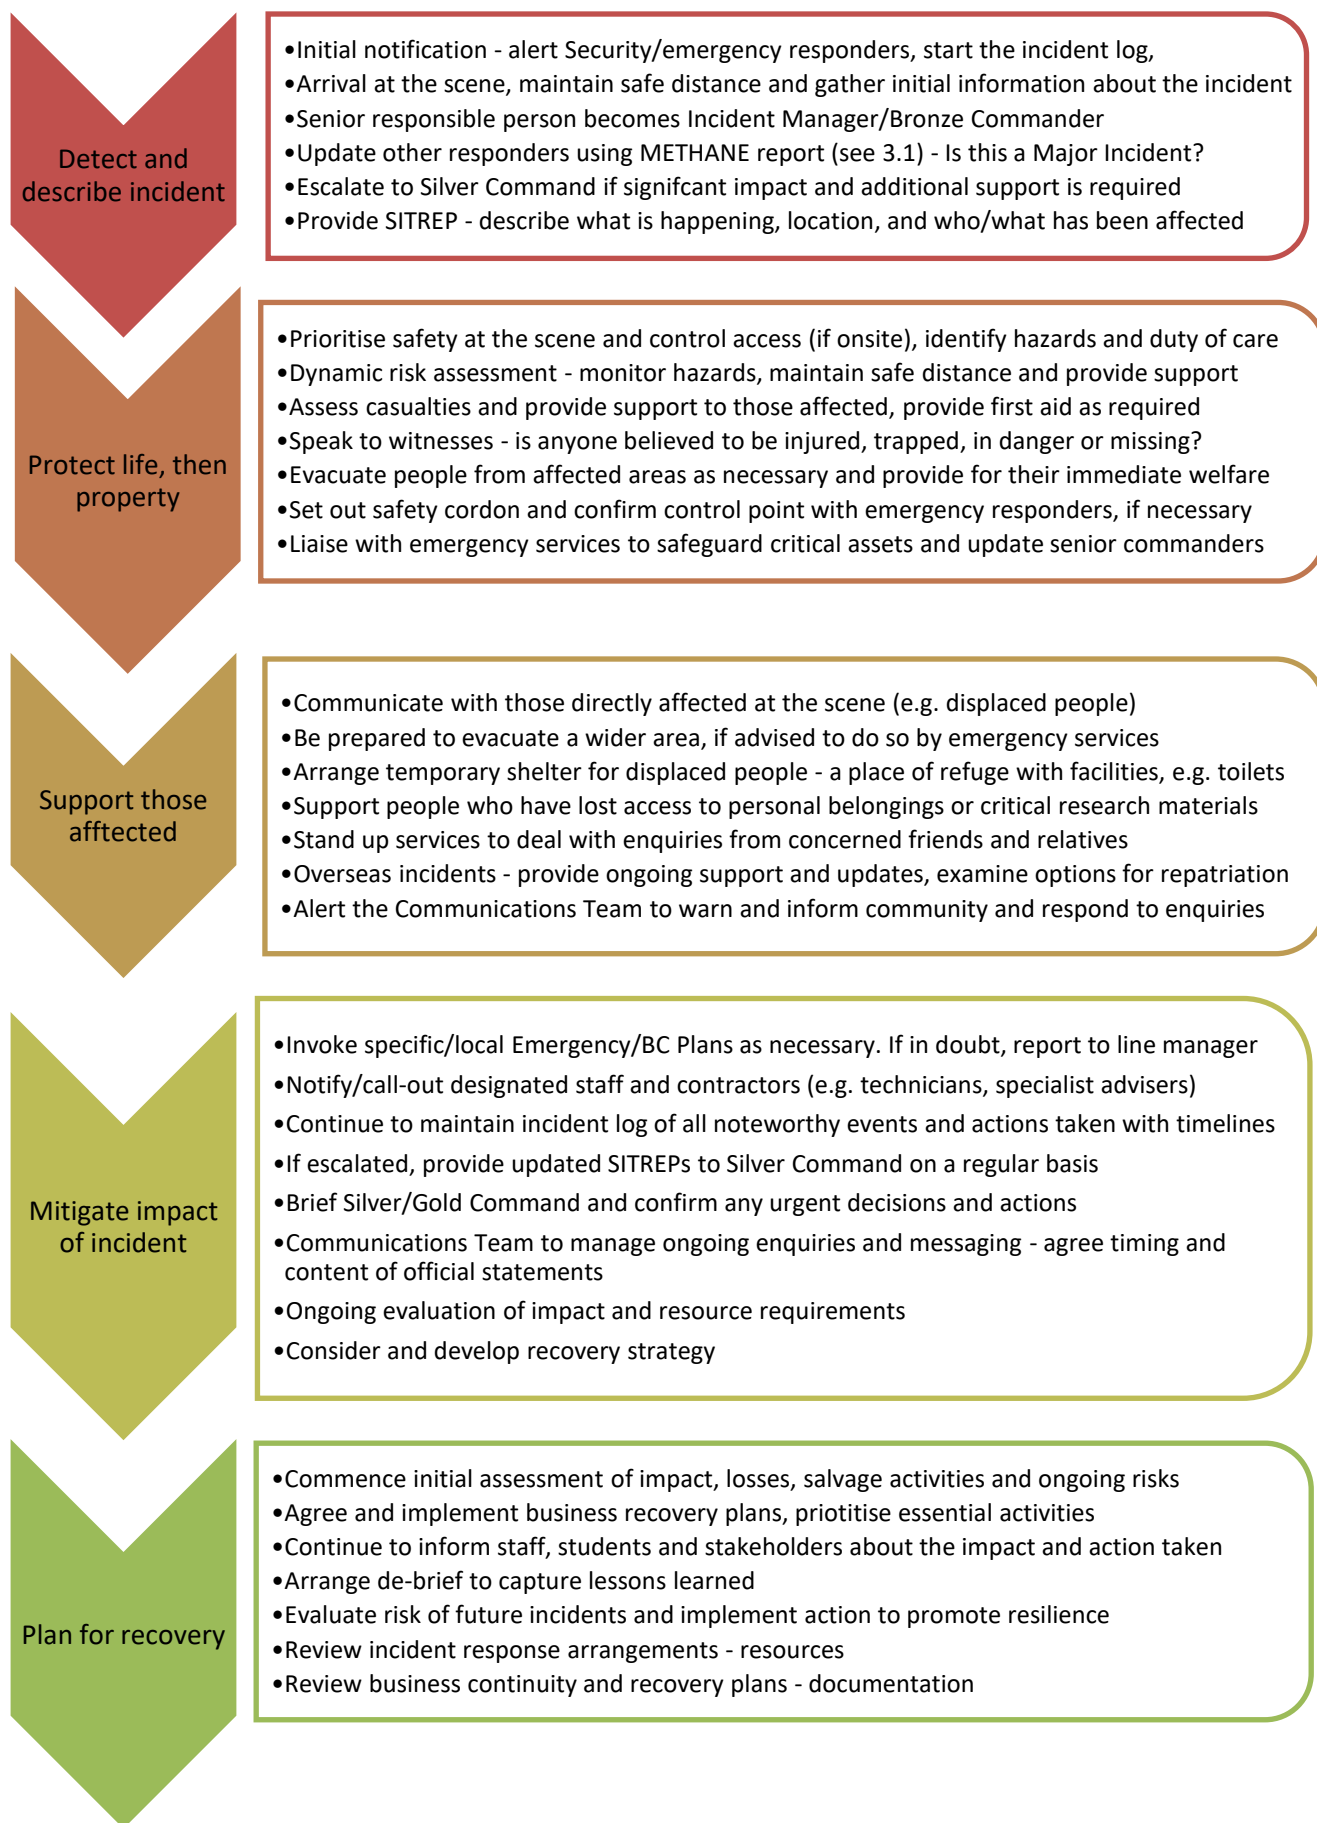 Detect and
describe incident
•Initial notification - alert Security/emergency responders, start the incident log,
•Arrival at the scene, maintain safe distance and gather initial information about the incident
•Senior responsible person becomes Incident Manager/Bronze Commander
•Update other responders using METHANE report (see 3.1) - Is this a Major Incident?
•Escalate to Silver Command if signifcant impact and additional support is required
•Provide SITREP - describe what is happening, location, and who/what has been affected
Protect life, then
property
•Prioritise safety at the scene and control access (if onsite), identify hazards and duty of care
•Dynamic risk assessment - monitor hazards, maintain safe distance and provide support
•Assess casualties and provide support to those affected, provide first aid as required
•Speak to witnesses - is anyone believed to be injured, trapped, in danger or missing?
•Evacuate people from affected areas as necessary and provide for their immediate welfare
•Set out safety cordon and confirm control point with emergency responders, if necessary
•Liaise with emergency services to safeguard critical assets and update senior commanders
Support those
afftected
•Communicate with those directly affected at the scene (e.g. displaced people)
•Be prepared to evacuate a wider area, if advised to do so by emergency services
•Arrange temporary shelter for displaced people - a place of refuge with facilities, e.g. toilets
•Support people who have lost access to personal belongings or critical research materials
•Stand up services to deal with enquiries from concerned friends and relatives
•Overseas incidents - provide ongoing support and updates, examine options for repatriation
•Alert the Communications Team to warn and inform community and respond to enquiries
Mitigate impact
of incident
•Invoke specific/local Emergency/BC Plans as necessary. If in doubt, report to line manager
•Notify/call-out designated staff and contractors (e.g. technicians, specialist advisers)
•Continue to maintain incident log of all noteworthy events and actions taken with timelines
•If escalated, provide updated SITREPs to Silver Command on a regular basis
•Brief Silver/Gold Command and confirm any urgent decisions and actions
•Communications Team to manage ongoing enquiries and messaging - agree timing and
content of official statements
•Ongoing evaluation of impact and resource requirements
•Consider and develop recovery strategy
Plan for recovery
•Commence initial assessment of impact, losses, salvage activities and ongoing risks
•Agree and implement business recovery plans, priotitise essential activities
•Continue to inform staff, students and stakeholders about the impact and action taken
•Arrange de-brief to capture lessons learned
•Evaluate risk of future incidents and implement action to promote resilience
•Review incident response arrangements - resources
•Review business continuity and recovery plans - documentation